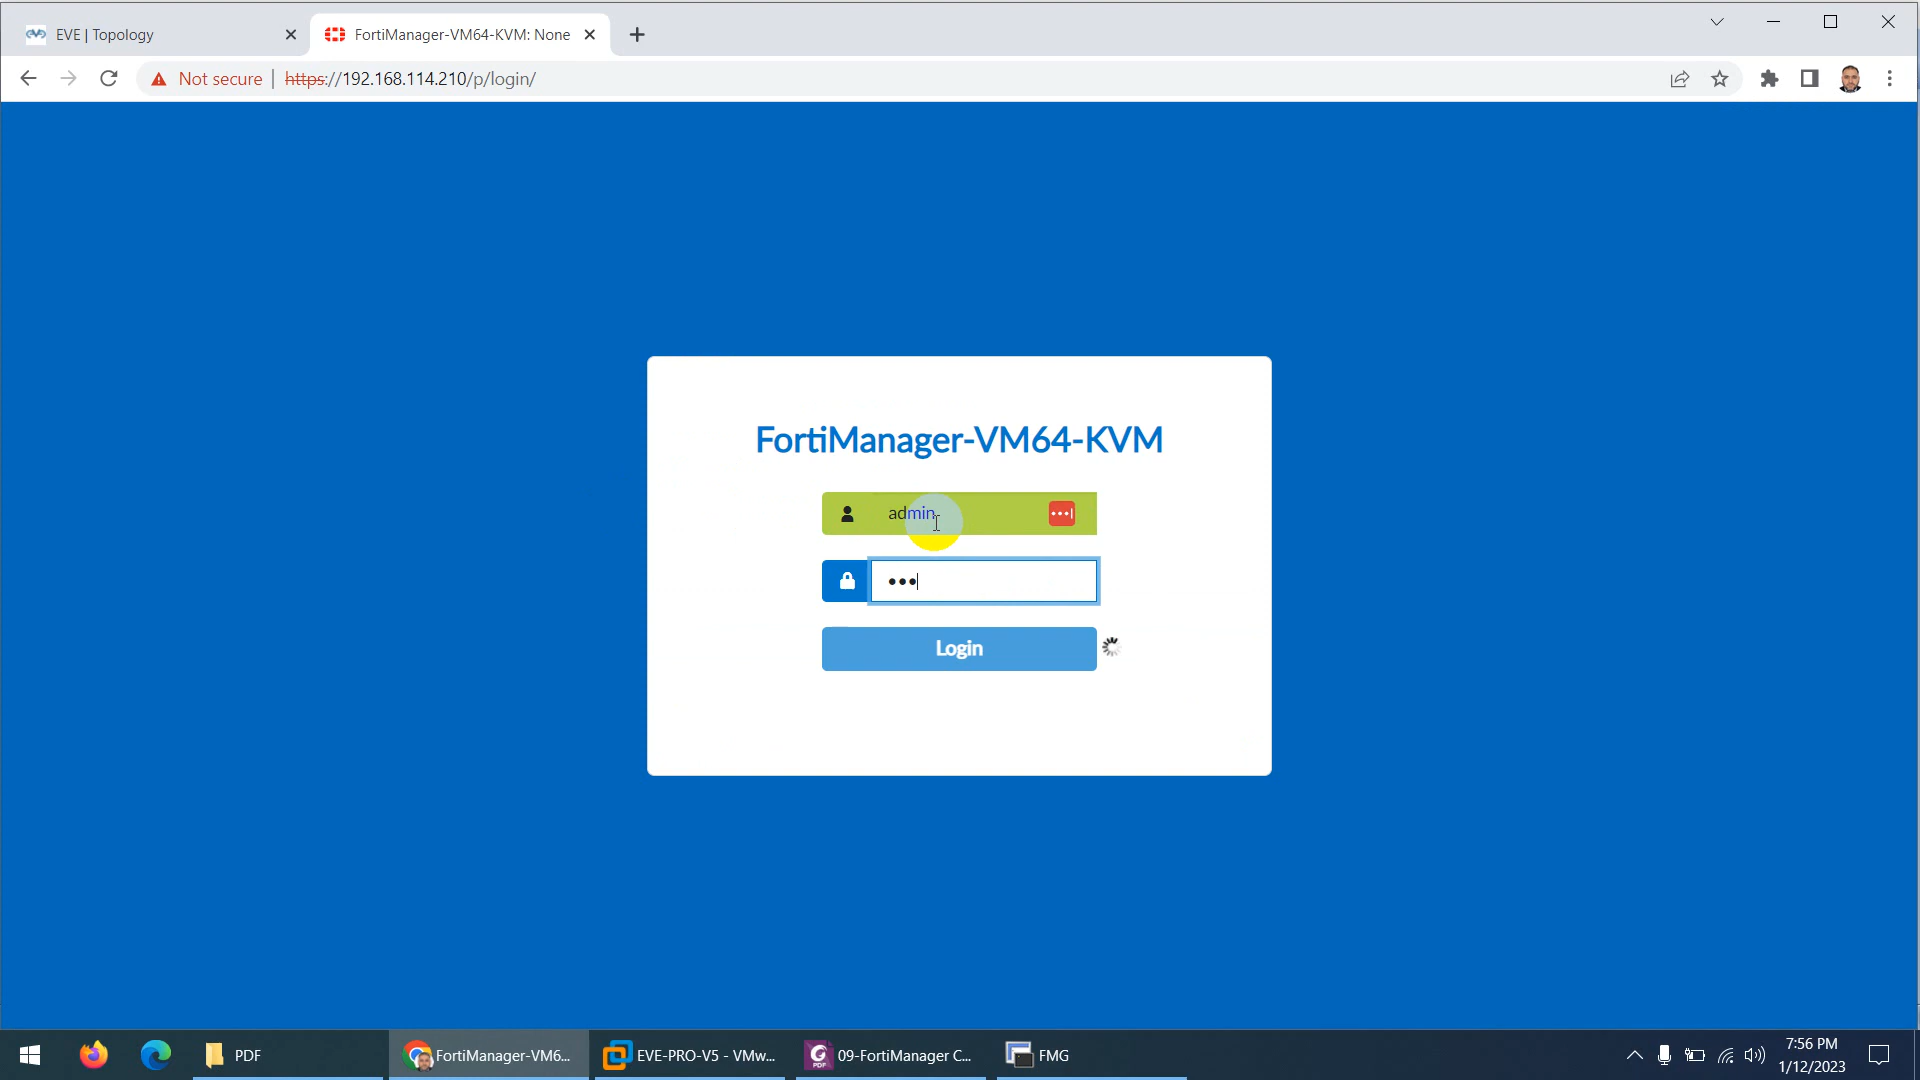 EVE | Topology
FortiManager-VM64-KVM: None
Not secure | https://192.168.114.210/p/login/
FortiManager-VM64-KVM
admin
Login
PDF
FortiManager-VM6...
EVE-PRO-V5 - VMw...
09-FortiManager C...
FMG
7:56 PM
1/12/2023